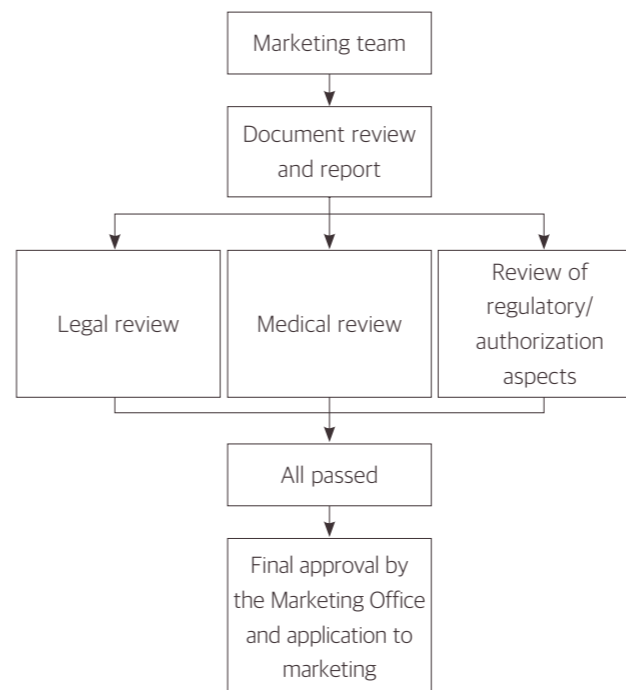 Marketing team
Document review
and report
Legal review
Medical review
Review of
regulatory/
authorization
aspects
All passed
Final approval by
the Marketing Office
and application to
marketing